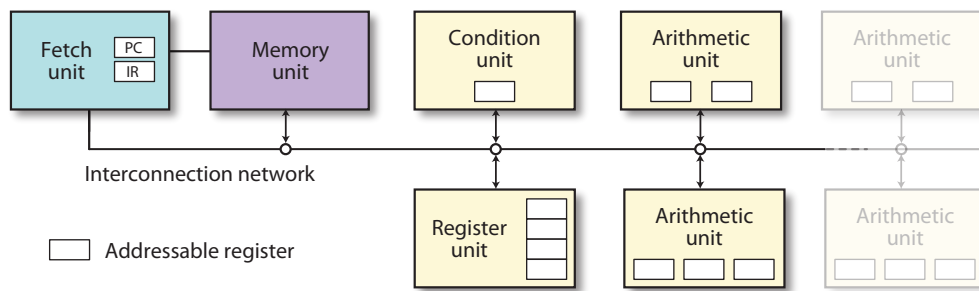 Fetch
unit
PC
IR
Memory
unit
Condition
unit
Arithmetic
unit
Arithmetic
unit
Interconnection network
Register
unit
Arithmetic
unit
Arithmetic
unit
Addressable register